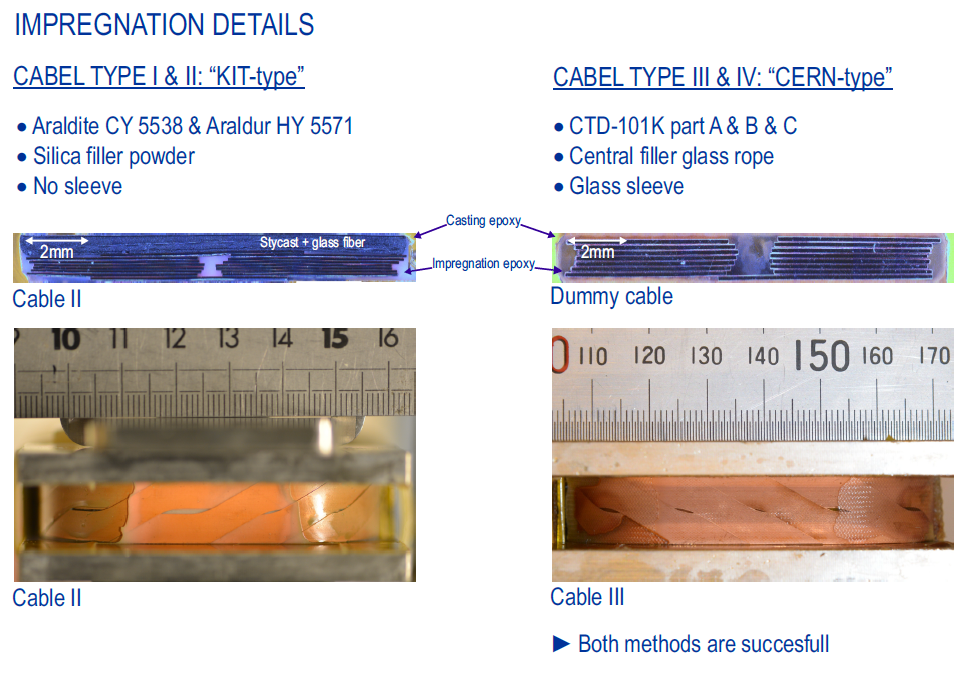 IMPREGNATION DETAILS
CABEL TYPE I & II: “KIT-type”
• Araldite CY 5538 & Araldur HY 5571
• Silica filler powder
• No sleeve
CABEL TYPE III & IV: “CERN-type”
• CTD-101K part A & B & C
• Central filler glass rope
• Glass sleeve
Casting epoxy
Impregnation epoxy
2mm
Stycast + glass fiber
Cable II
2mm
Dummy cable
10 11 12 13 14 15 16
Cable II
0 110 120 130 140 150 160 170
Cable III
► Both methods are succesfull